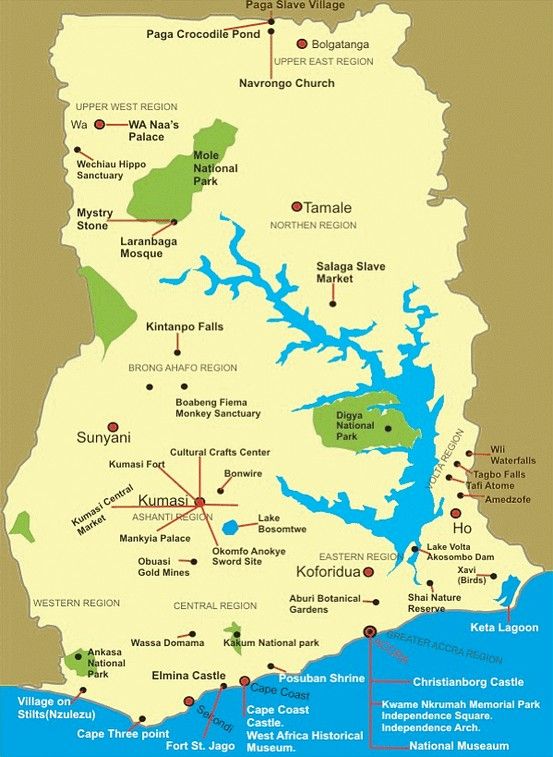 Paga Slave Village
Paga Crocodile Pond
Bolgatanga
UPPER EAST REGION
Navrongo Church
UPPER WEST REGION
Wa
WA Naa's
Palace
Wechiau Hippo
Sanctuary
Mole
National
Park
Mystry
Stone
Laranbaga
Mosque
Tamale
NORTHEN REGION
Salaga Slave
Market
Kintanpo Falls
BRONG AHAFO REGION
Boabeng Fiema
Monkey Sanctuary
Digya
National
Park
Sunyani
Cultural Crafts Center
Kumasi Fort
Bonwire
VOLTA REGION
Wli
Waterfalls
Tagbo Falls
Tafi Atome
Amedzofe
Kumasi Central
Market
Kumasi
ASHANTI REGION
Lake
Bosomtwe
Ho
Mankyia Palace
Okomfo Anokye
Sword Site
Obuasi
Gold Mines
EASTERN REGION
Lake Volta
Akosombo Dam
Koforidua
Xavi
(Birds)
Aburi Botanical
Gardens
Shai Nature
Reserve
WESTERN REGION
CENTRAL REGION
Keta Lagoon
Wassa Domama
Kakum National park
ACCRA
GREATER ACCRA REGION
Ankasa
National
Park
Elmina Castle
Posuban Shrine
Christianborg Castle
Village on
Stilts(Nzulezu)
Cape Coast
Sekondi
Cape Coast
Castle.
West Africa Historical
Museum.
Kwame Nkrumah Memorial Park
Independence Square.
Independence Arch.
Cape Three point
Fort St. Jago
National Museaum